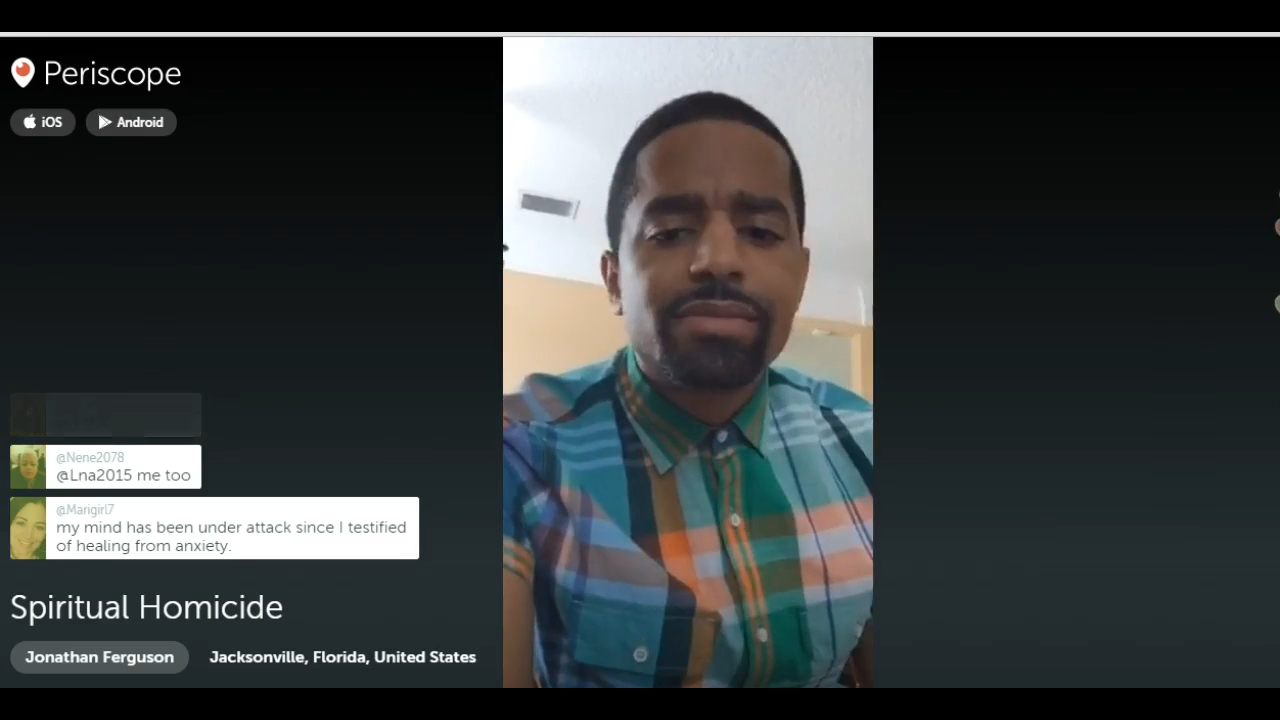 Periscope
iOS
Android
@Nene2078
@Lna2015 me too
@Marigirl7
my mind has been under attack since I testified
of healing from anxiety.
Spiritual Homicide
Jonathan Ferguson
Jacksonville, Florida, United States